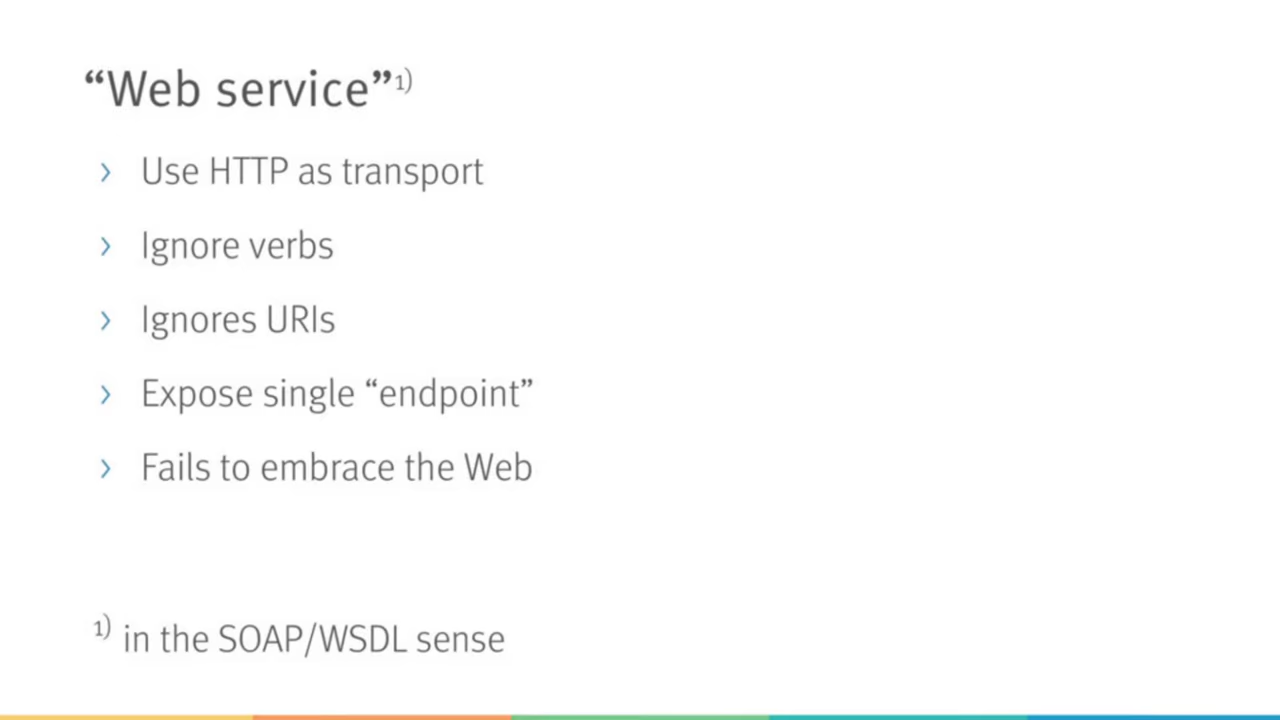 “Web service”1)
› Use HTTP as transport
› Ignore verbs
› Ignores URIs
› Expose single “endpoint”
› Fails to embrace the Web
1) in the SOAP/WSDL sense